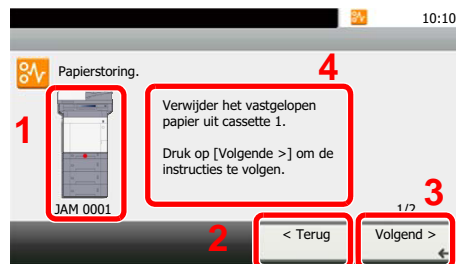 10:10
Papierstoring.
4
1
Verwijder het vastgelopen
papier uit cassette 1.
Druk op [Volgende >] om de
instructies te volgen.
JAM 0001
1/2
3
2
< Terug
Volgend >